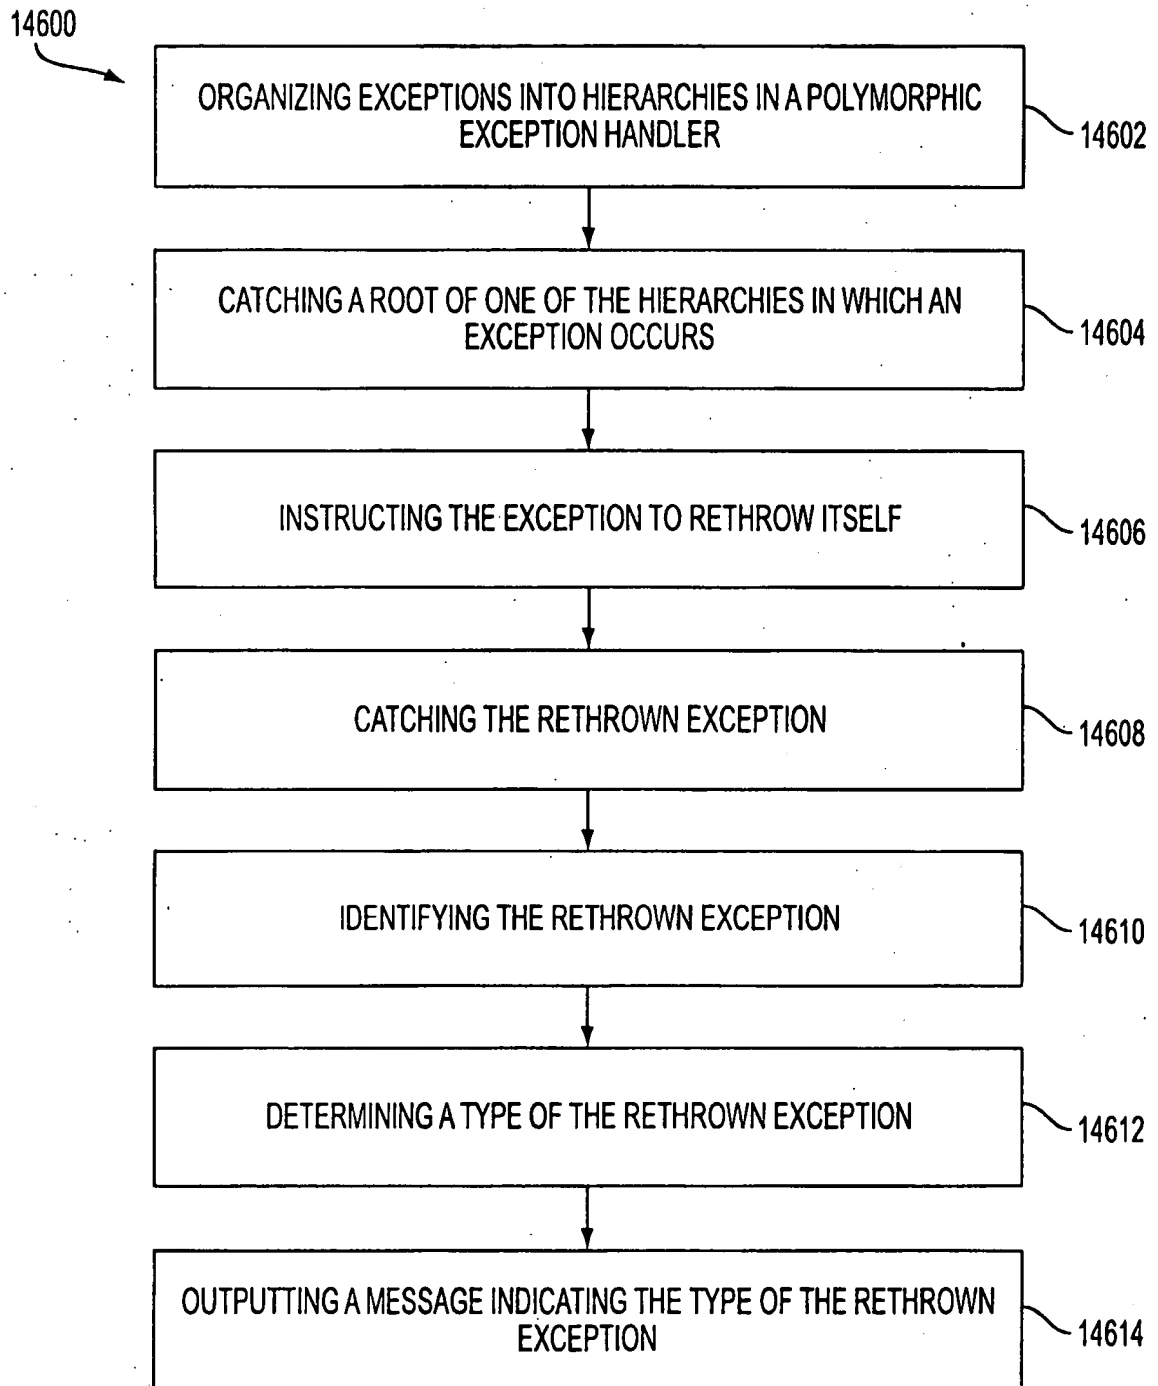 14600
ORGANIZING EXCEPTIONS INTO HIERARCHIES IN A POLYMORPHIC
EXCEPTION HANDLER
14602
CATCHING A ROOT OF ONE OF THE HIERARCHIES IN WHICH AN
EXCEPTION OCCURS
14604
INSTRUCTING THE EXCEPTION TO RETHROW ITSELF
14606
CATCHING THE RETHROWN EXCEPTION
14608
IDENTIFYING THE RETHROWN EXCEPTION
14610
DETERMINING A TYPE OF THE RETHROWN EXCEPTION
14612
OUTPUTTING A MESSAGE INDICATING THE TYPE OF THE RETHROWN
EXCEPTION
14614